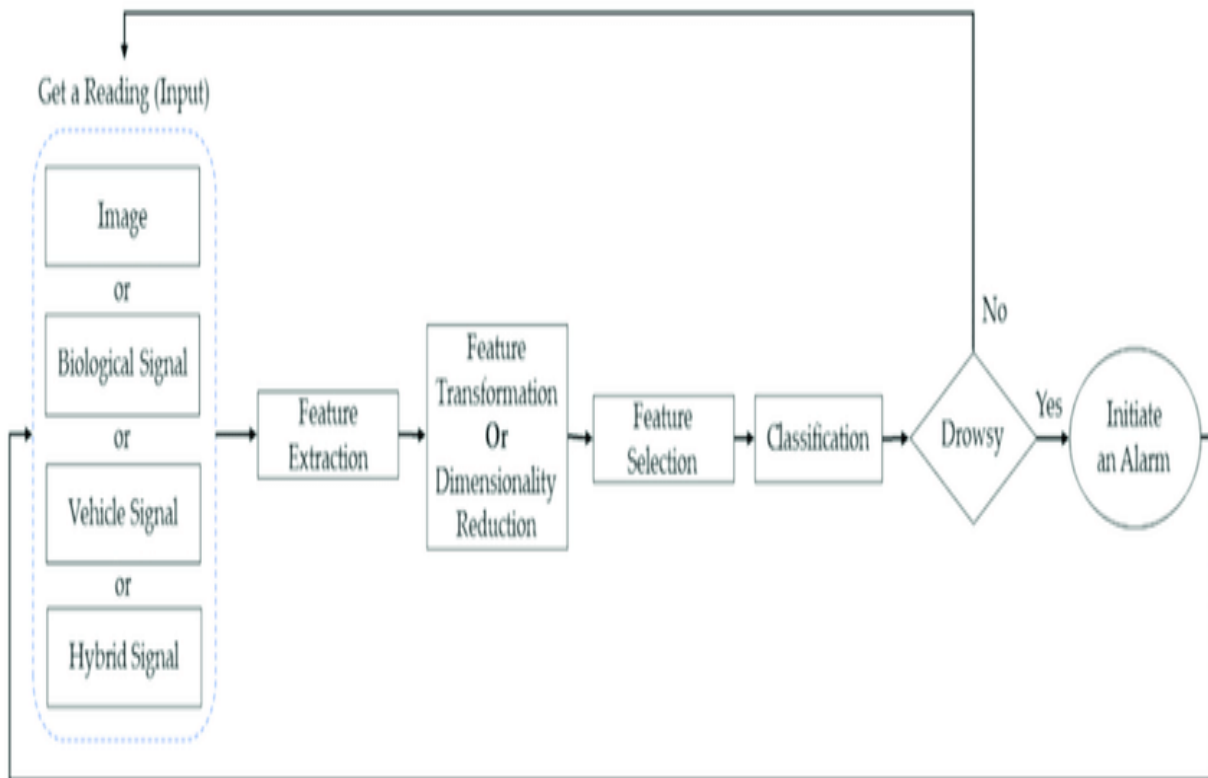 Get a Reading (Input)
Image
or
Biological Signal
or
Vehicle Signal
or
Hybrid Signal
Feature
Extraction
Feature
Transformation
Or
Dimensionality
Reduction
Feature
Selection
Classification
Drowsy
No
Yes
Initiate
an Alarm